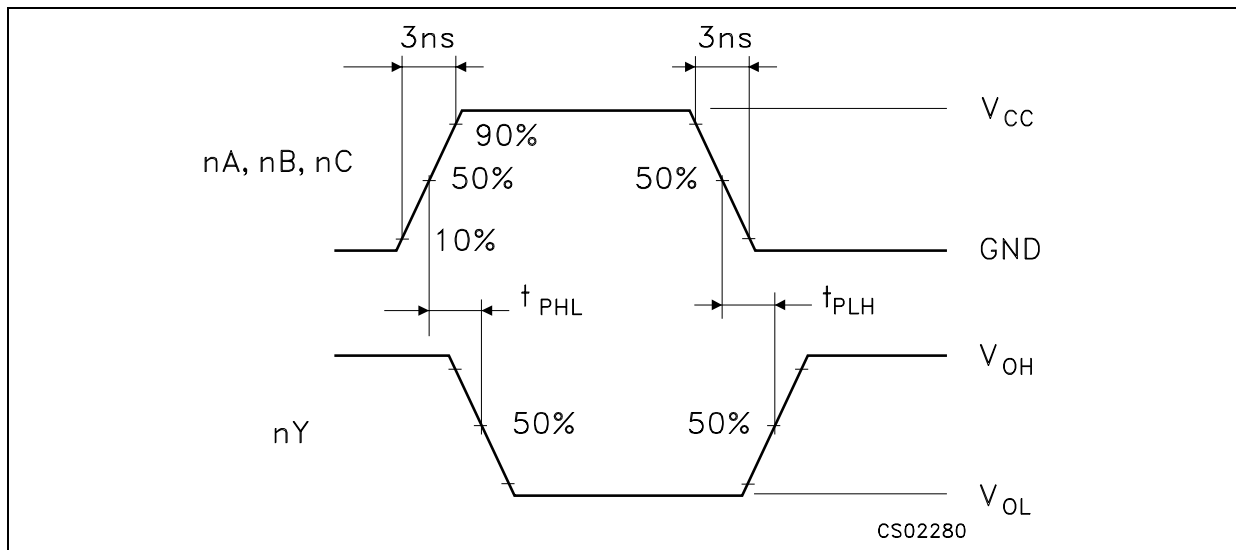 3ns 3ns
V_CC
90%
nA, nB, nC
50% 50%
10%
GND
t_PHL t_PLH
V_OH
50% 50%
nY
V_OL
CS02280